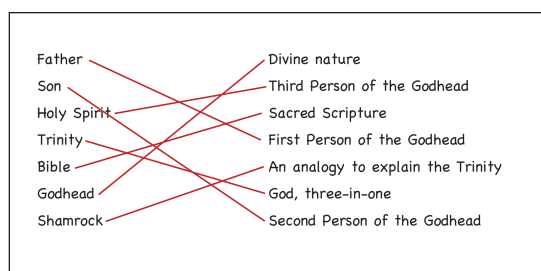 Father Divine nature
Son Third Person of the Godhead
Holy Spirit Sacred Scripture
Trinity First Person of the Godhead
Bible An analogy to explain the Trinity
Godhead God, three-in-one
Shamrock Second Person of the Godhead